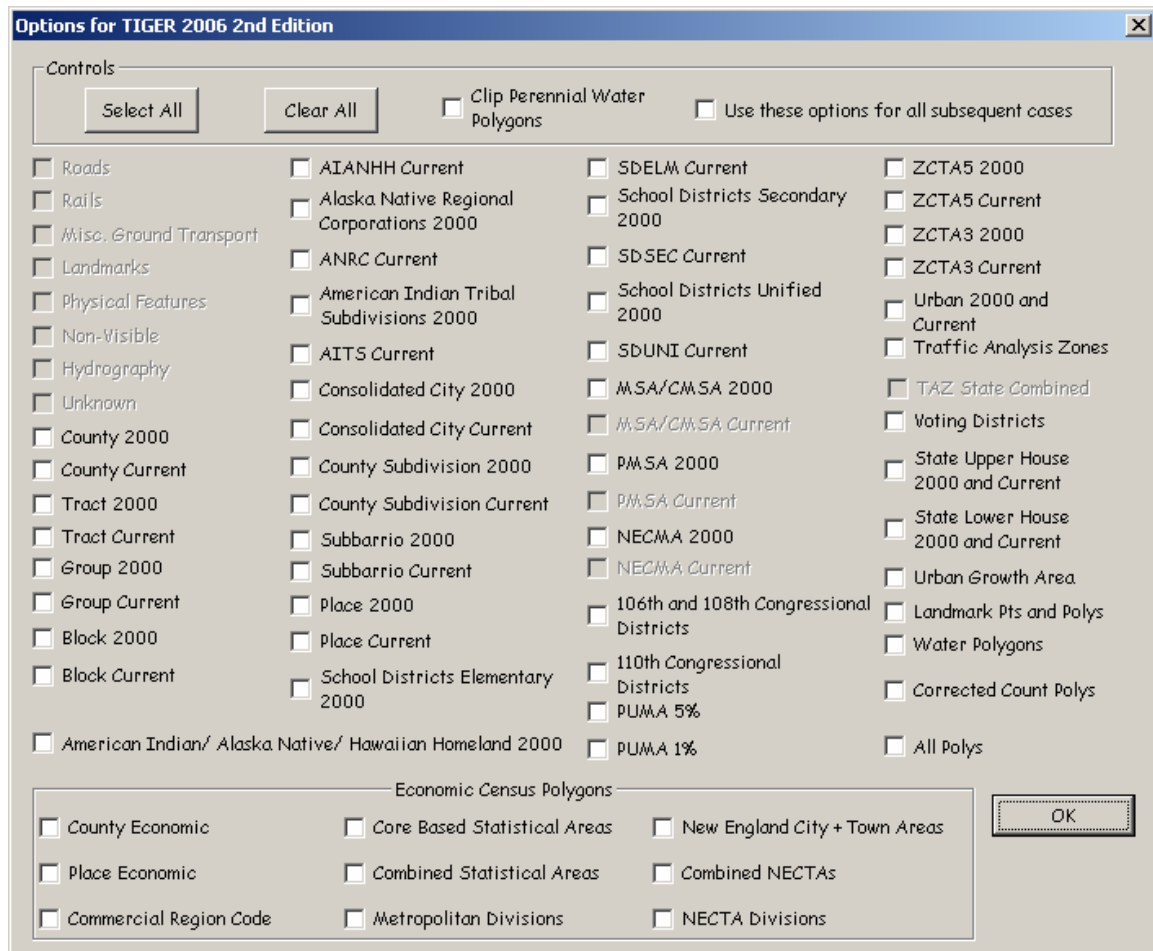 Options for TIGER 2006 2nd Edition
Controls
Select All
Clear All
Clip Perennial Water
Polygons
Use these options for all subsequent cases
Roads
Rails
Misc. Ground Transport
Landmarks
Physical Features
Non-Visible
Hydrography
Unknown
County 2000
County Current
Tract 2000
Tract Current
Group 2000
Group Current
Block 2000
Block Current
American Indian/ Alaska Native/ Hawaiian Homeland 2000
AIANHH Current
Alaska Native Regional
Corporations 2000
ANRC Current
American Indian Tribal
Subdivisions 2000
AITS Current
Consolidated City 2000
Consolidated City Current
County Subdivision 2000
County Subdivision Current
Subbarrio 2000
Subbarrio Current
Place 2000
Place Current
School Districts Elementary
2000
SDELM Current
School Districts Secondary
2000
SDSEC Current
School Districts Unified
2000
SDUNI Current
MSA/CMSA 2000
MSA/CMSA Current
PMSA 2000
PMSA Current
NECMA 2000
NECMA Current
106th and 108th Congressional
Districts
110th Congressional
Districts
PUMA 5%
PUMA 1%
ZCTA5 2000
ZCTA5 Current
ZCTA3 2000
ZCTA3 Current
Urban 2000 and
Current
Traffic Analysis Zones
TAZ State Combined
Voting Districts
State Upper House
2000 and Current
State Lower House
2000 and Current
Urban Growth Area
Landmark Pts and Polys
Water Polygons
Corrected Count Polys
All Polys
Economic Census Polygons
County Economic
Core Based Statistical Areas
New England City + Town Areas
Place Economic
Combined Statistical Areas
Combined NECTAs
Commercial Region Code
Metropolitan Divisions
NECTA Divisions
OK